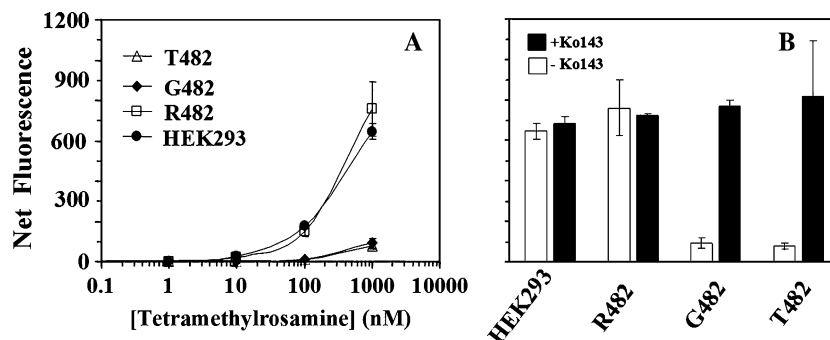 A
B
1200
900
600
300
0
Net Fluorescence
T482
G482
R482
HEK293
0.1
1
10
100
1000
10000
[Tetramethylrosamine] (nM)
+Ko143
- Ko143
HEK293
R482
G482
T482